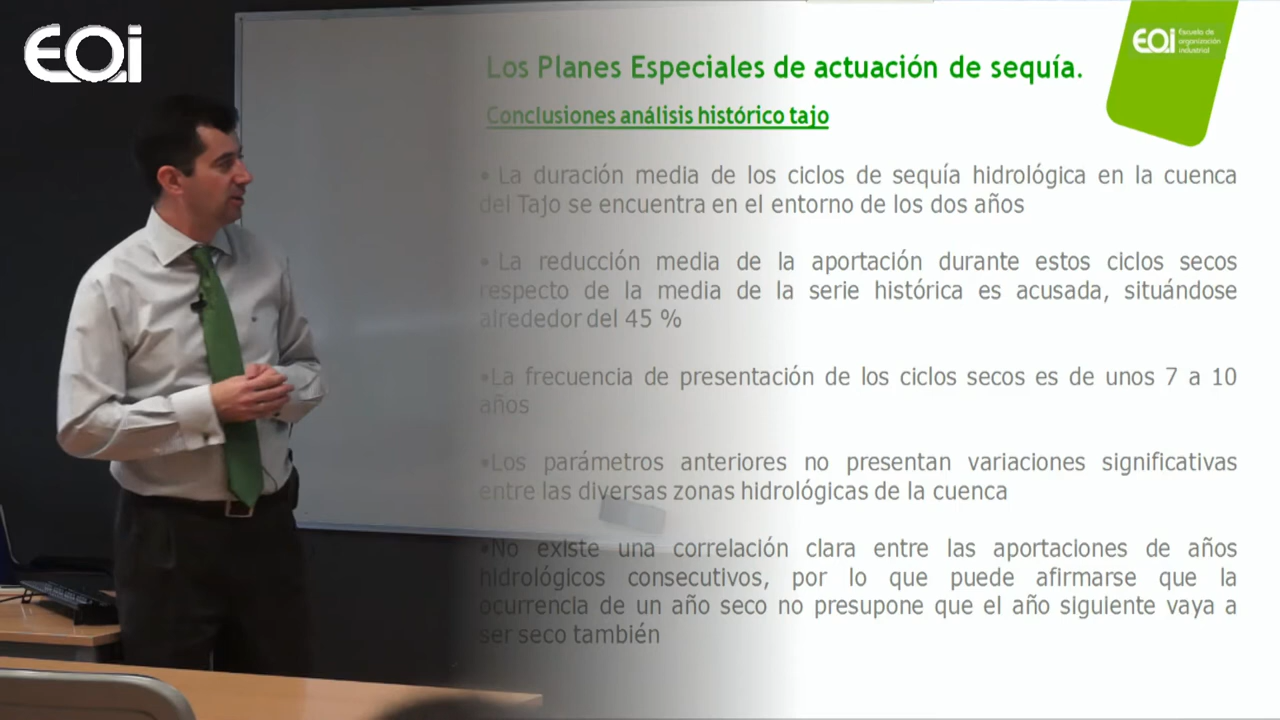 EOi
EOi Escuela de
organización
industrial
Los Planes Especiales de actuación de sequía.
Conclusiones análisis histórico tajo
• La duración media de los ciclos de sequía hidrológica en la cuenca
del Tajo se encuentra en el entorno de los dos años
• La reducción media de la aportación durante estos ciclos secos
respecto de la media de la serie histórica es acusada, situándose
alrededor del 45 %
•La frecuencia de presentación de los ciclos secos es de unos 7 a 10
años
•Los parámetros anteriores no presentan variaciones significativas
entre las diversas zonas hidrológicas de la cuenca
•No existe una correlación clara entre las aportaciones de años
hidrológicos consecutivos, por lo que puede afirmarse que la
ocurrencia de un año seco no presupone que el año siguiente vaya a
ser seco también